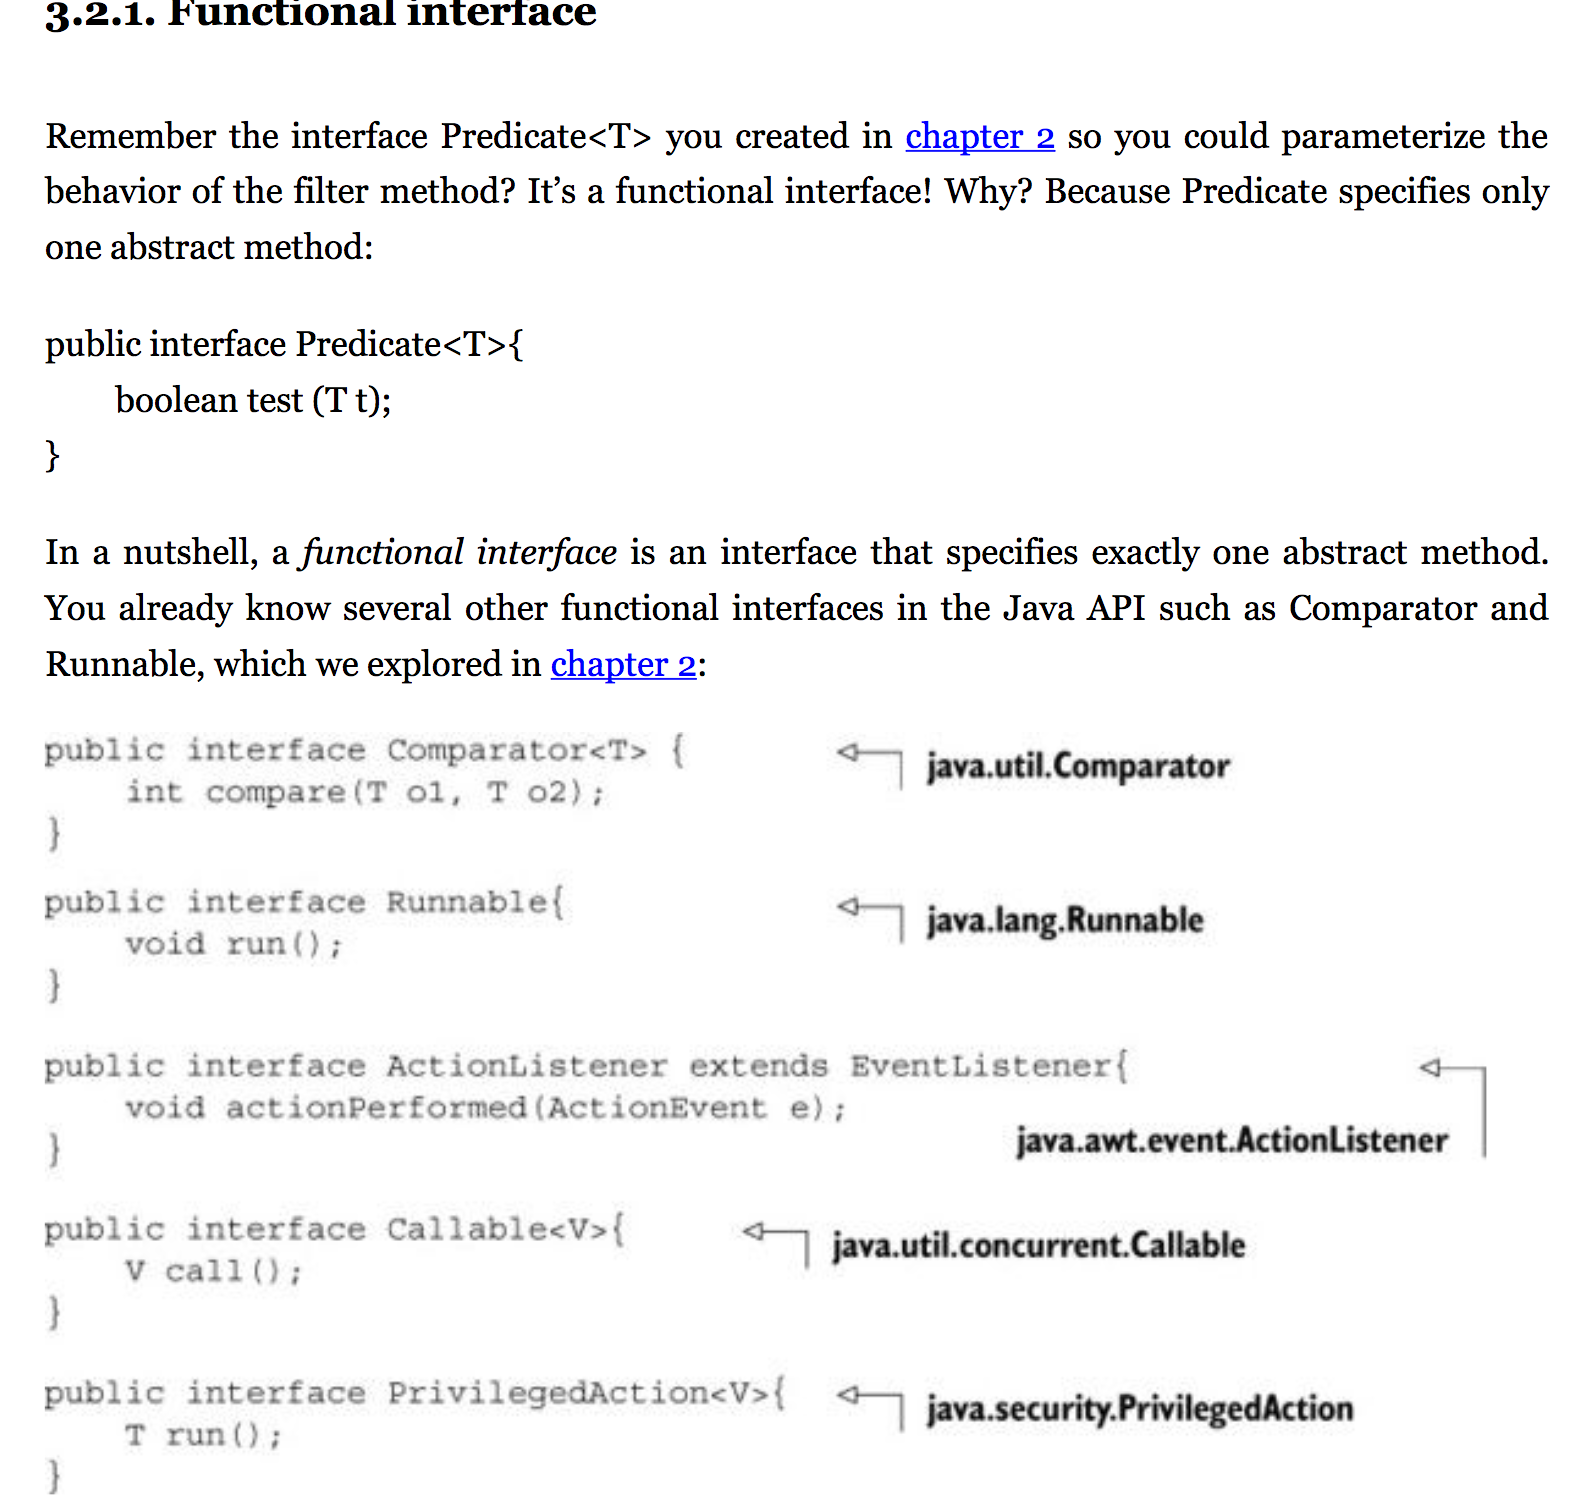 3.2.1. Functional interface
Remember the interface Predicate<T> you created in chapter 2 so you could parameterize the
behavior of the filter method? It’s a functional interface! Why? Because Predicate specifies only
one abstract method:
public interface Predicate<T>{
boolean test (T t);
}
In a nutshell, a functional interface is an interface that specifies exactly one abstract method.
You already know several other functional interfaces in the Java API such as Comparator and
Runnable, which we explored in chapter 2:
public interface Comparator<T> {
java.util.Comparator
int compare(T o1, T o2);
}
public interface Runnable{
java.lang.Runnable
void run();
}
public interface ActionListener extends EventListener{
void actionPerformed(ActionEvent e);
java.awt.event.ActionListener
}
public interface Callable<V>{
java.util.concurrent.Callable
V call();
}
public interface PrivilegedAction<V>{
java.security.PrivilegedAction
T run();
}